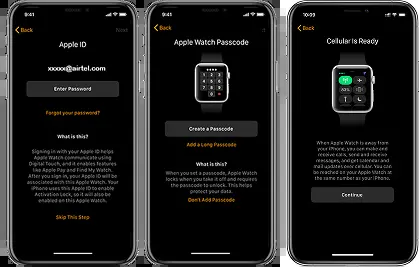 9:41
Back
Apple ID
xxxxx@airtel.com
Enter Password
Forgot your password?
What is this?
Signing in with your Apple ID helps
Apple Watch communicate using
Digital Touch, and it enables features
like Apple Pay and Find My Watch.
After you sign in, your Apple ID will
be associated with this Apple Watch. Your
iPhone uses this Apple ID to enable
Activation Lock, so it will also be
enabled on this Apple Watch.
Skip This Step
9:41
Back
Apple Watch Passcode
Create a Passcode
Add a Long Passcode
What is this?
When you set a passcode, Apple Watch
locks when you take it off and requires
the passcode to unlock. This helps
protect your data.
Don't Add Passcode
10:09
Back
Cellular Is Ready
When Apple Watch is away from
your iPhone, you can make and
receive calls, send and receive
messages, and get calendar and
mail updates over cellular. You can
be reached on your Apple Watch at
the same number as your iPhone.
Continue